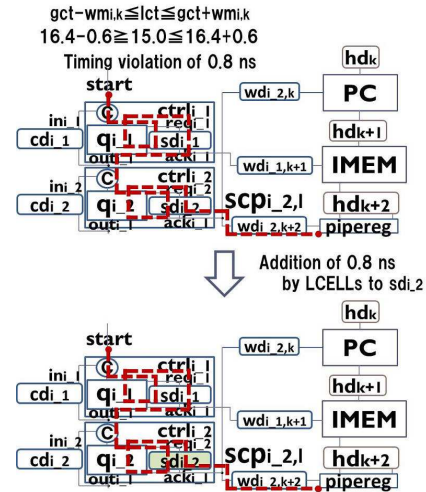 gct-wmi,k≦lct≦gct+wmi,k
16.4-0.6≧15.0≦16.4+0.6
Timing violation of 0.8 ns
start
hdk
ini_1
C
ctrli_1
reqi_1
wdi_2,k
PC
cdi_1
qi_1
sdi_1
hdk+1
outi_1
acki_1
wdi_1,k+1
IMEM
ini_2
C
ctrli_2
reqi_2
cdi_2
qi_2
sdi_2
scpi_2,1
hdk+2
outi_1
acki_1
wdi_2,k+2
pipereg
Addition of 0.8 ns
by LCELLs to sdi_2
start
hdk
ini_1
C
ctrli_1
reqi_1
wdi_2,k
PC
cdi_1
qi_1
sdi_1
hdk+1
outi_1
acki_1
wdi_1,k+1
IMEM
ini_2
C
ctrli_2
reqi_2
cdi_2
qi_2
sdi_2
scpi_2,1
hdk+2
outi_1
acki_1
wdi_2,k+2
pipereg